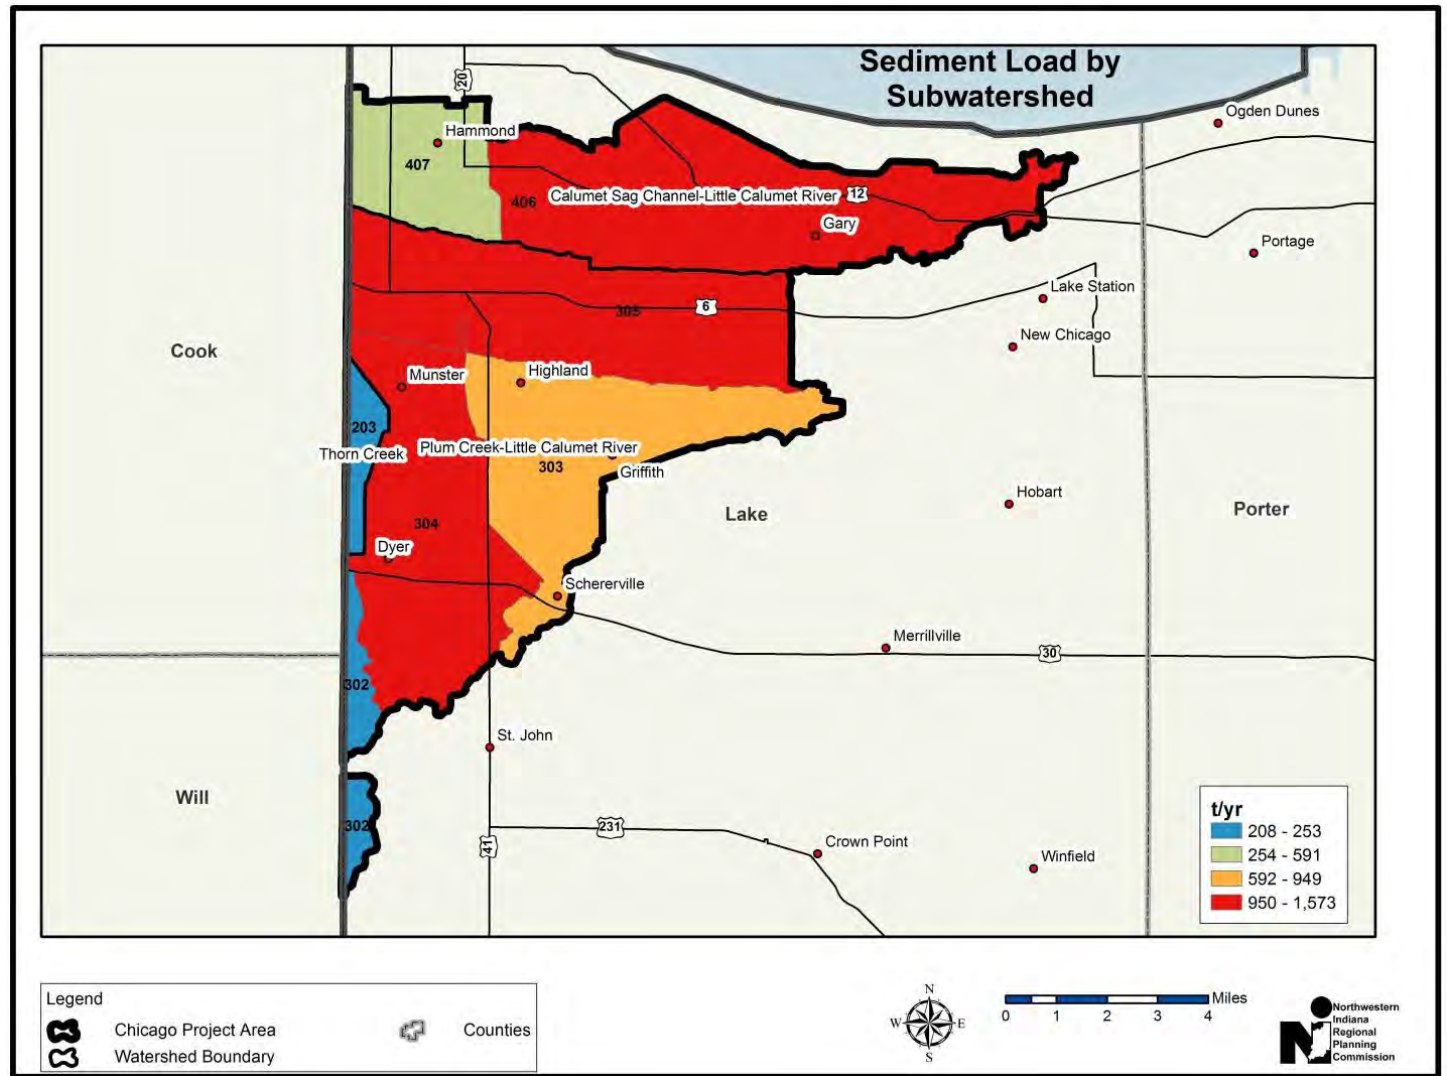 Sediment Load by
Subwatershed
Ogden Dunes
20
Hammond
407
406
Calumet Sag Channel-Little Calumet River
12
Gary
Portage
Lake Station
305
6
New Chicago
Cook
Munster
Highland
203
Thorn Creek
Plum Creek-Little Calumet River
303
Griffith
Hobart
Lake
Porter
304
Dyer
Schererville
Merrillville
30
302
St. John
Will
302
231
41
Crown Point
Winfield
t/yr
208 - 253
254 - 591
592 - 949
950 - 1,573
Legend
Chicago Project Area
Counties
Watershed Boundary
N
W
E
S
Miles
0 1 2 3 4
Northwestern
Indiana
Regional
Planning
Commission